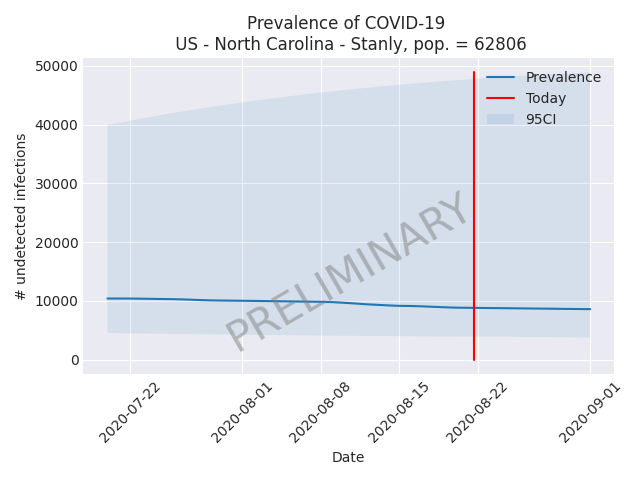 Prevalence of COVID-19
US - North Carolina - Stanly, pop. = 62806
50000
40000
30000
20000
10000
0
# undetected infections
Prevalence
Today
95CI
PRELIMINARY
2020-07-22
2020-08-01
2020-08-08
2020-08-15
2020-08-22
2020-09-01
Date